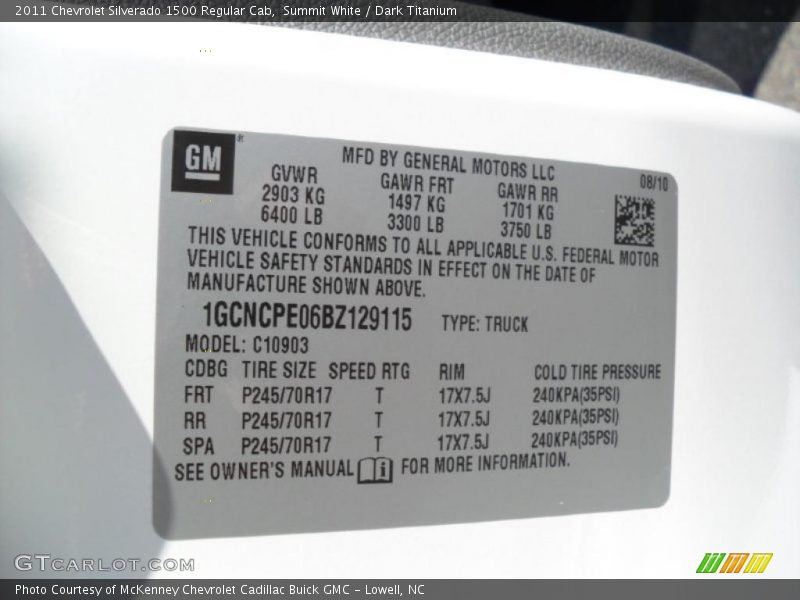 2011 Chevrolet Silverado 1500 Regular Cab, Summit White / Dark Titanium
GM
MFD BY GENERAL MOTORS LLC
08/10
GVWR GAWR FRT GAWR RR
2903 KG 1497 KG 1701 KG
6400 LB 3300 LB 3750 LB
THIS VEHICLE CONFORMS TO ALL APPLICABLE U.S. FEDERAL MOTOR
VEHICLE SAFETY STANDARDS IN EFFECT ON THE DATE OF
MANUFACTURE SHOWN ABOVE.
1GCNCPE06BZ129115 TYPE: TRUCK
MODEL: C10903
CDBG TIRE SIZE SPEED RTG RIM COLD TIRE PRESSURE
FRT P245/70R17 T 17X7.5J 240KPA(35PSI)
RR P245/70R17 T 17X7.5J 240KPA(35PSI)
SPA P245/70R17 T 17X7.5J 240KPA(35PSI)
SEE OWNER'S MANUAL i FOR MORE INFORMATION.
GTCARLOT.COM
Photo Courtesy of McKenney Chevrolet Cadillac Buick GMC - Lowell, NC